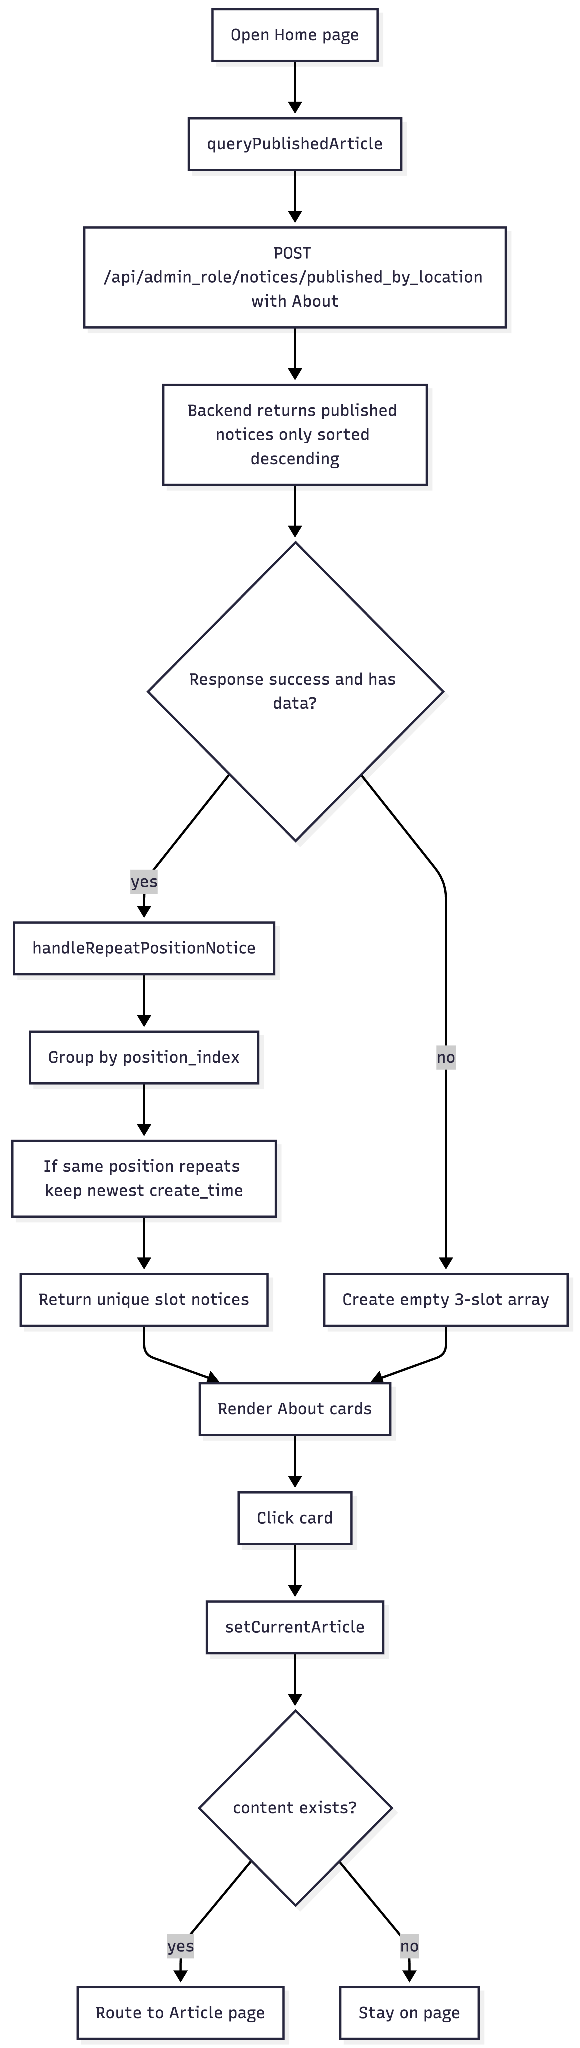 Open Home page
queryPublishedArticle
POST
/api/admin_role/notices/published_by_location
with About
Backend returns published
notices only sorted
descending
Response success and has
data?
yes
handleRepeatPositionNotice
Group by position_index
no
If same position repeats
keep newest create_time
Return unique slot notices
Create empty 3-slot array
Render About cards
Click card
setCurrentArticle
content exists?
yes
no
Route to Article page
Stay on page